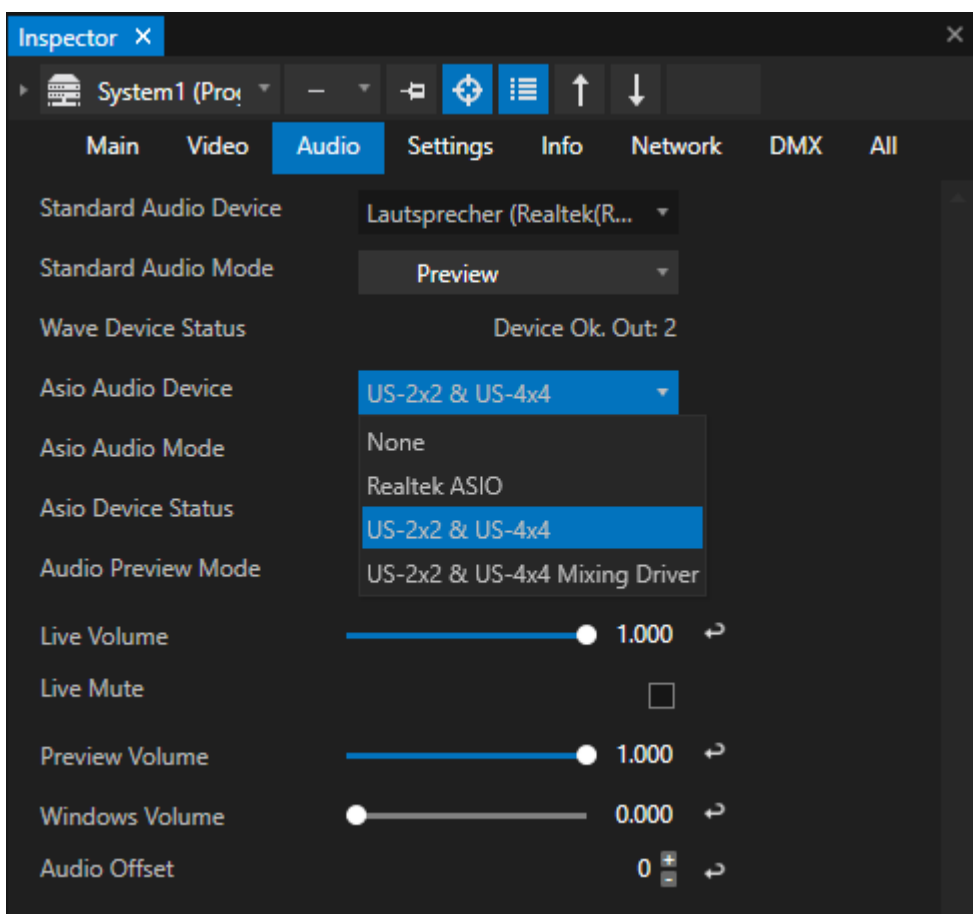 Inspector
System1 (Prog
Main Video Audio Settings Info Network DMX All
Standard Audio Device Lautsprecher (Realtek(R...
Standard Audio Mode Preview
Wave Device Status Device Ok. Out: 2
Asio Audio Device US-2x2 & US-4x4
None
Asio Audio Mode
Realtek ASIO
Asio Device Status
US-2x2 & US-4x4
Audio Preview Mode
US-2x2 & US-4x4 Mixing Driver
Live Volume 1.000
Live Mute
Preview Volume 1.000
Windows Volume 0.000
Audio Offset 0